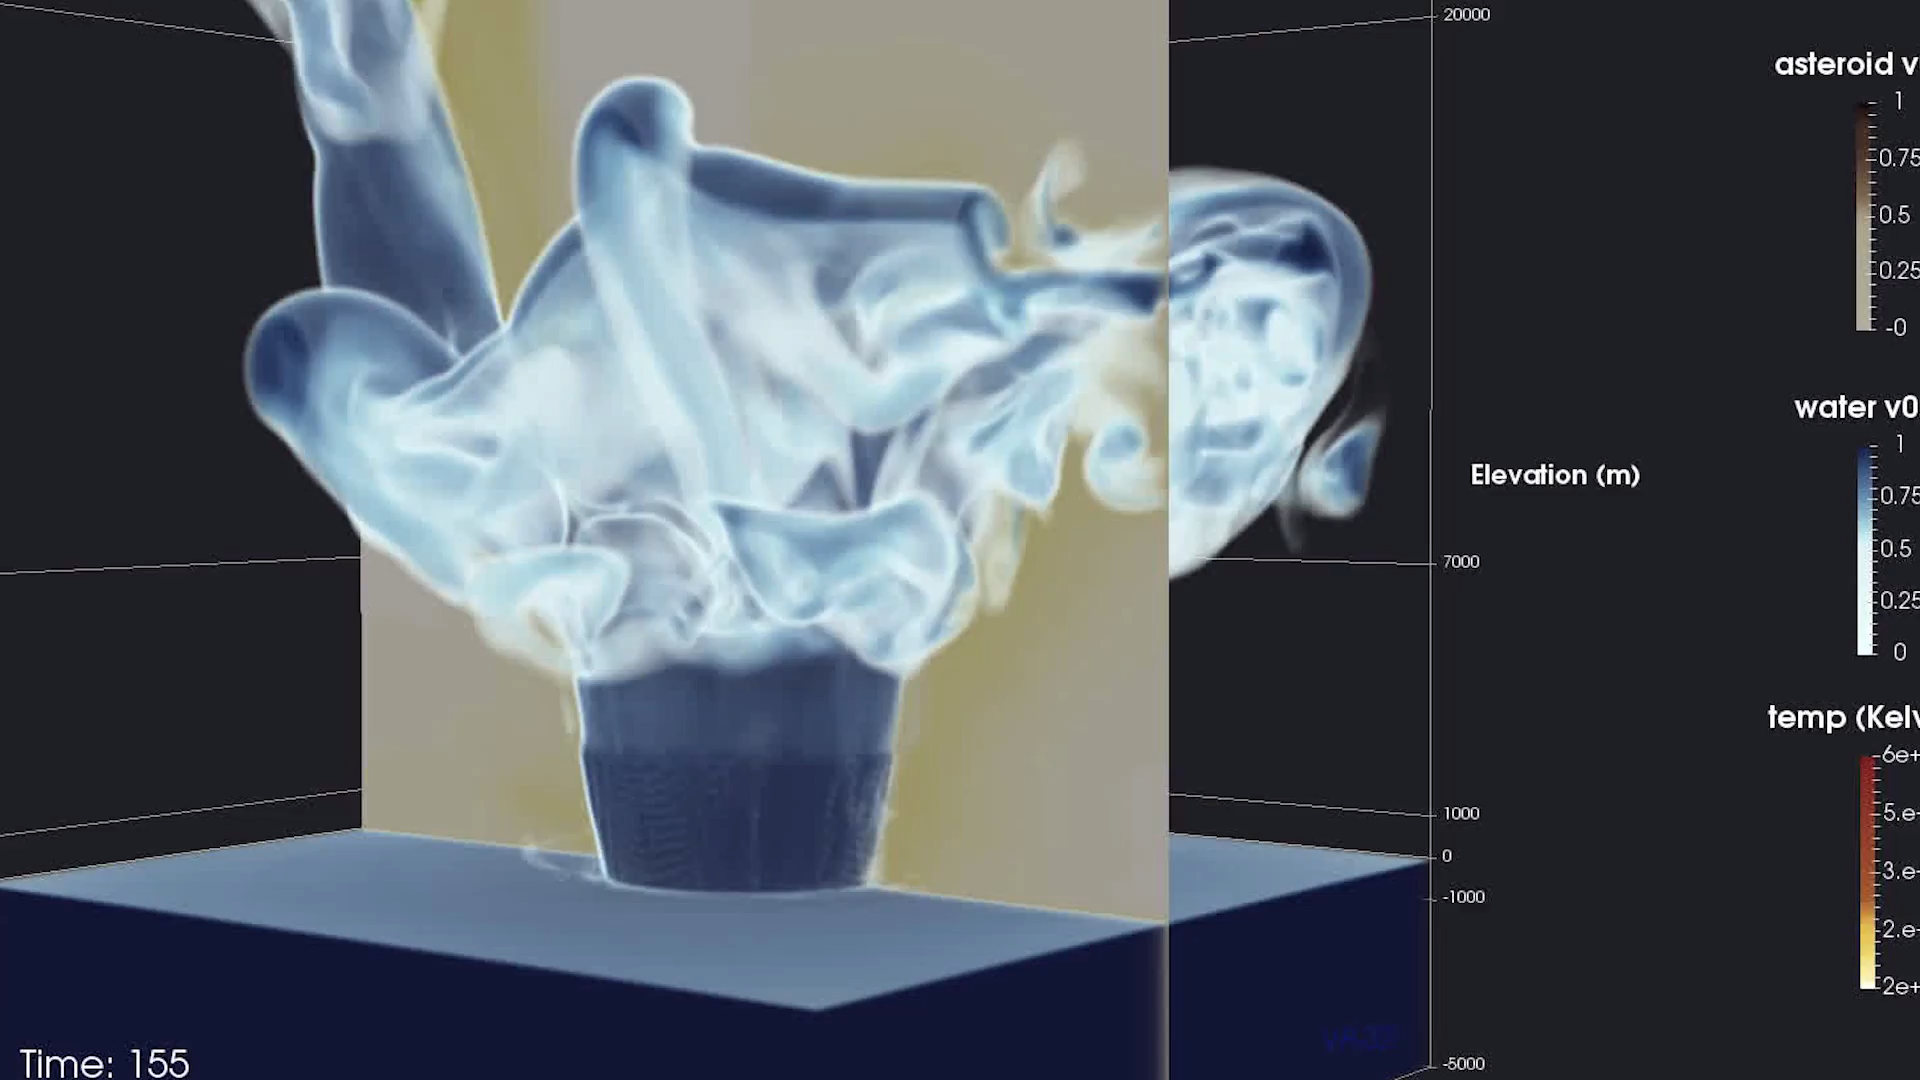 20000
asteroid v
1
0.75
0.5
0.25
-0
water v0
1
0.75
0.5
0.25
0
Elevation (m)
7000
temp (Kelv
6e+
5.e-
3.e-
2.e-
2e+
1000
0
-1000
-5000
Time: 155